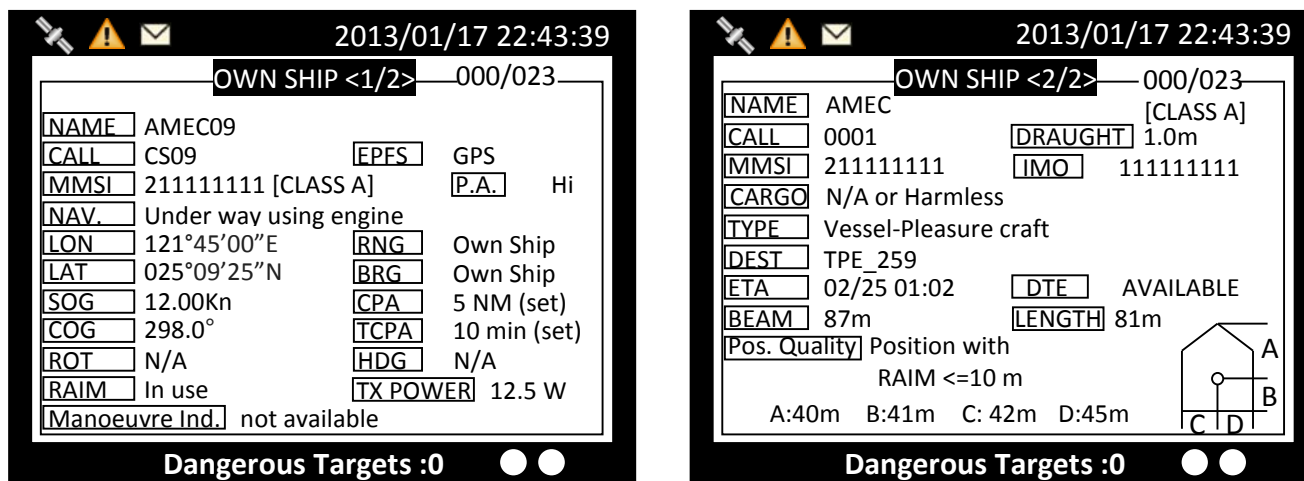 2013/01/17 22:43:39
OWN SHIP <1/2> 000/023
NAME AMEC09
CALL CS09 EPFS GPS
MMSI 211111111 [CLASS A] P.A. Hi
NAV. Under way using engine
LON 121°45’00”E RNG Own Ship
LAT 025°09’25”N BRG Own Ship
SOG 12.00Kn CPA 5 NM (set)
COG 298.0° TCPA 10 min (set)
ROT N/A HDG N/A
RAIM In use TX POWER 12.5 W
Manoeuvre Ind. not available
Dangerous Targets :0
2013/01/17 22:43:39
OWN SHIP <2/2> 000/023
NAME AMEC [CLASS A]
CALL 0001 DRAUGHT 1.0m
MMSI 211111111 IMO 111111111
CARGO N/A or Harmless
TYPE Vessel-Pleasure craft
DEST TPE_259
ETA 02/25 01:02 DTE AVAILABLE
BEAM 87m LENGTH 81m
Pos. Quality Position with
RAIM <=10 m
A:40m B:41m C: 42m D:45m
A
B
C D
Dangerous Targets :0